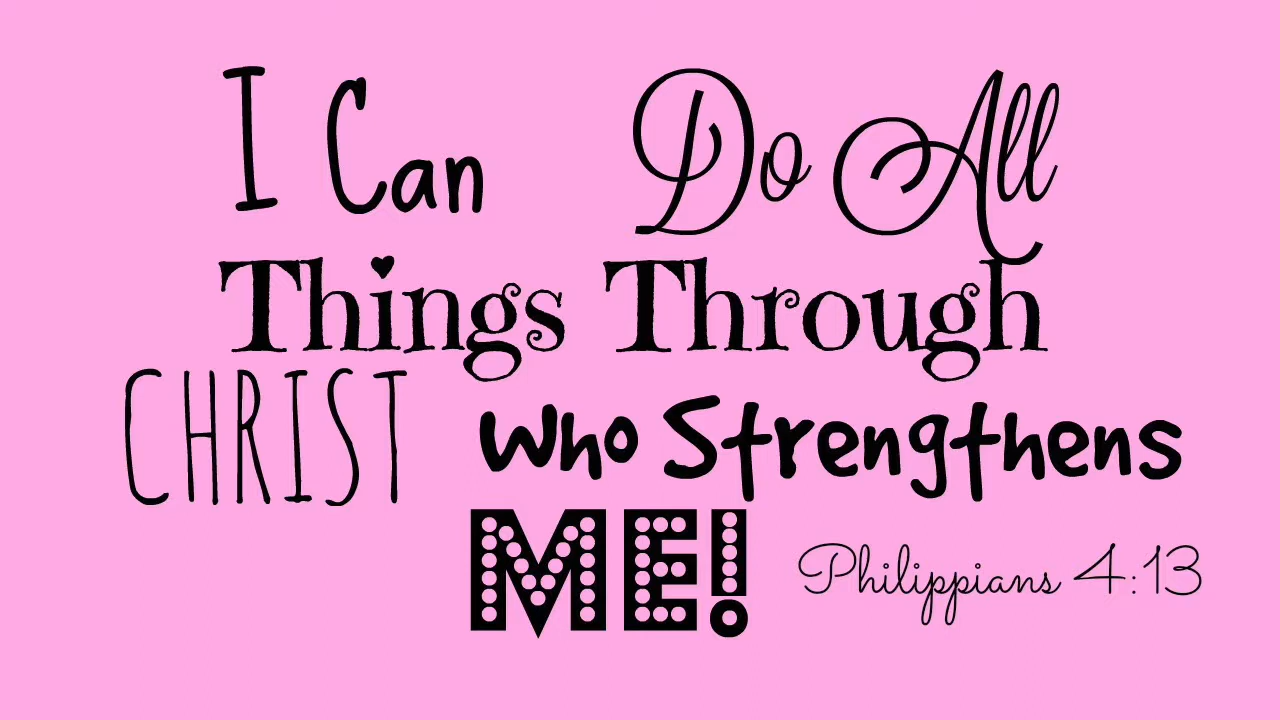 I Can Do All
Things Through
CHRIST Who Strengthens
ME! Philippians 4:13